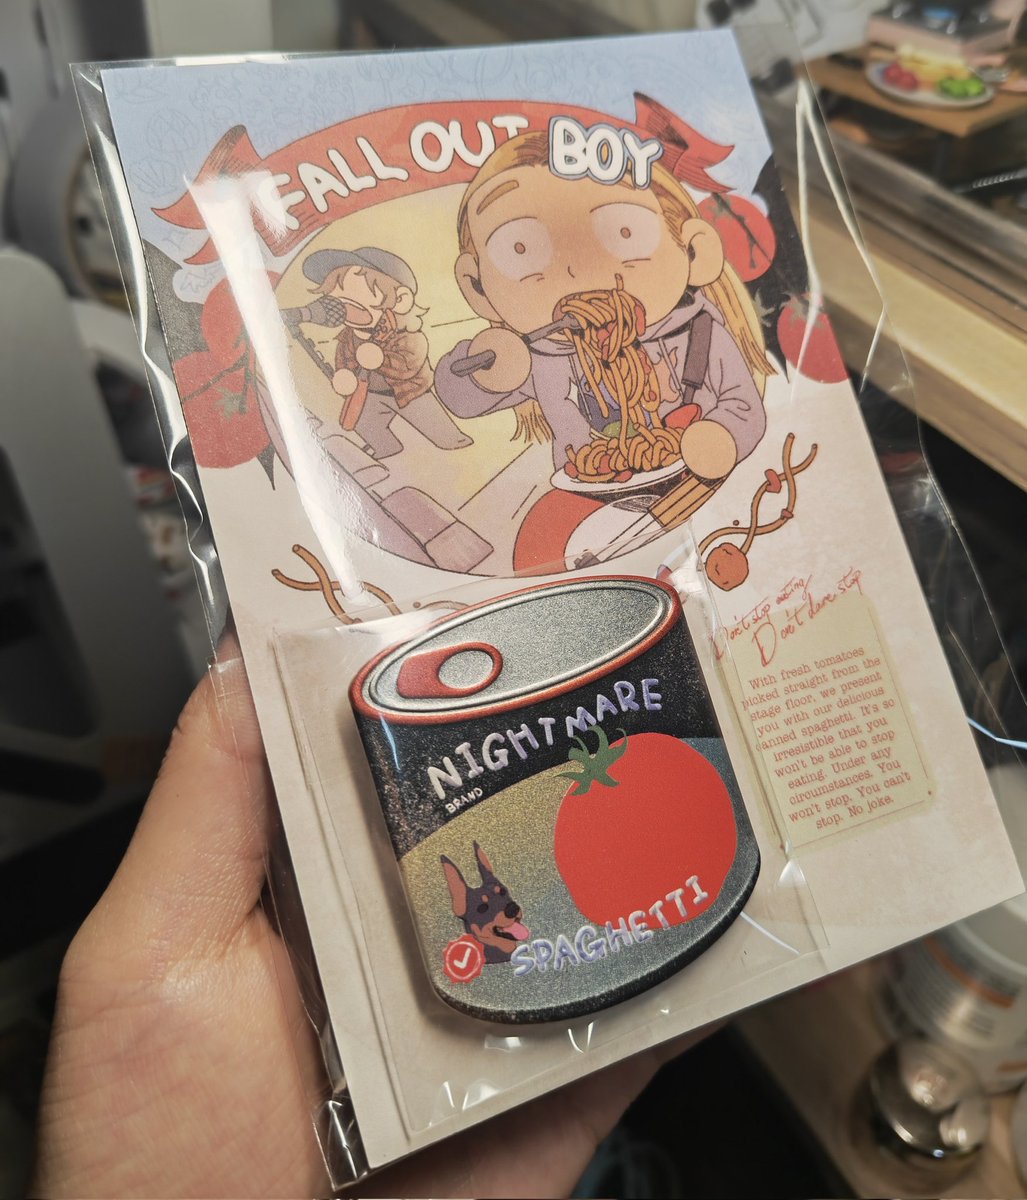 FALL OUT BOY
Don't stop eating
Don't dare stop
With fresh tomatoes
picked straight from the
stage floor, we present
you with our delicious
canned spaghetti. It's so
irresistible that you
won't be able to stop
eating. Under any
circumstances. You
won't stop. You can't
stop. No joke.
NIGHTMARE
BRAND
SPAGHETTI